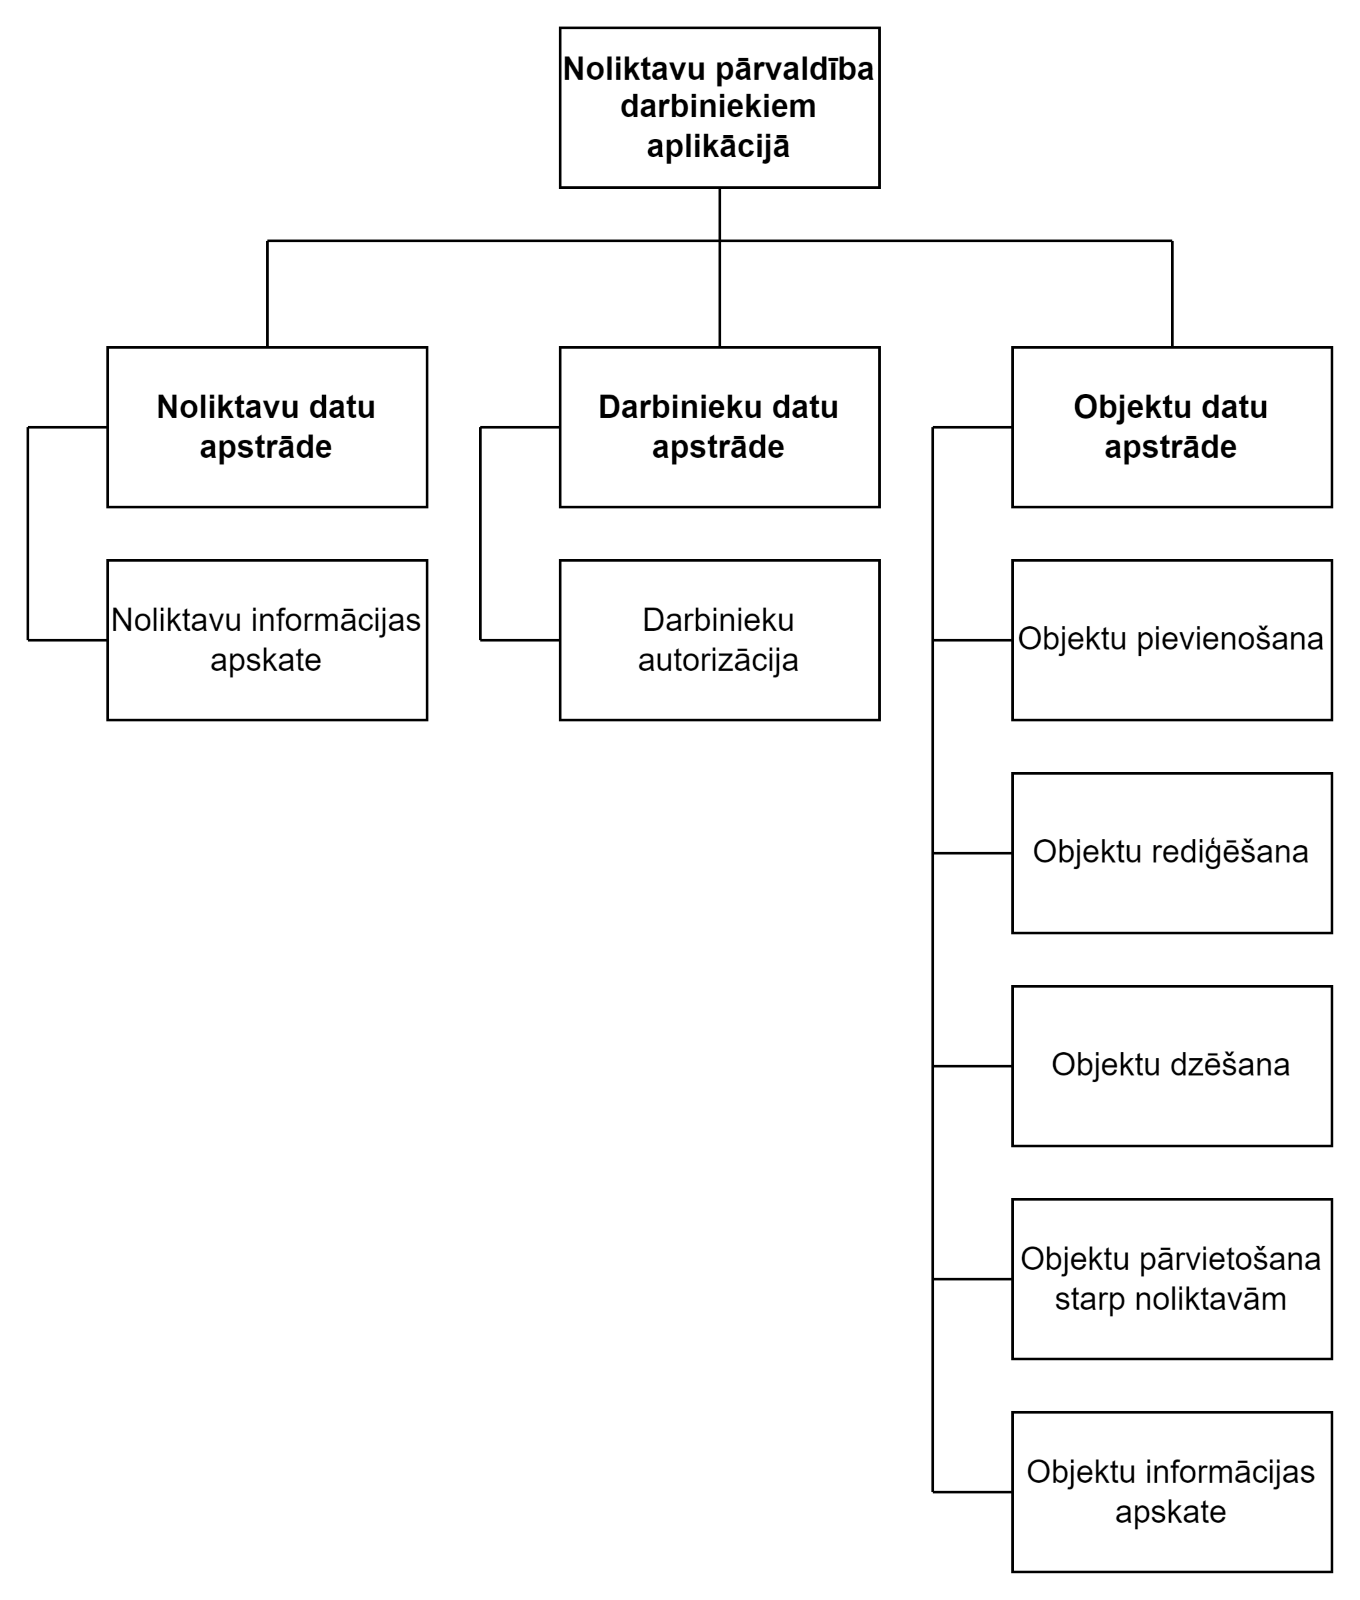 Noliktavu pārvaldība
darbiniekiem
aplikācijā
Noliktavu datu
apstrāde
Darbinieku datu
apstrāde
Objektu datu
apstrāde
Noliktavu informācijas
apskate
Darbinieku
autorizācija
Objektu pievienošana
Objektu rediģēšana
Objektu dzēšana
Objektu pārvietošana
starp noliktavām
Objektu informācijas
apskate